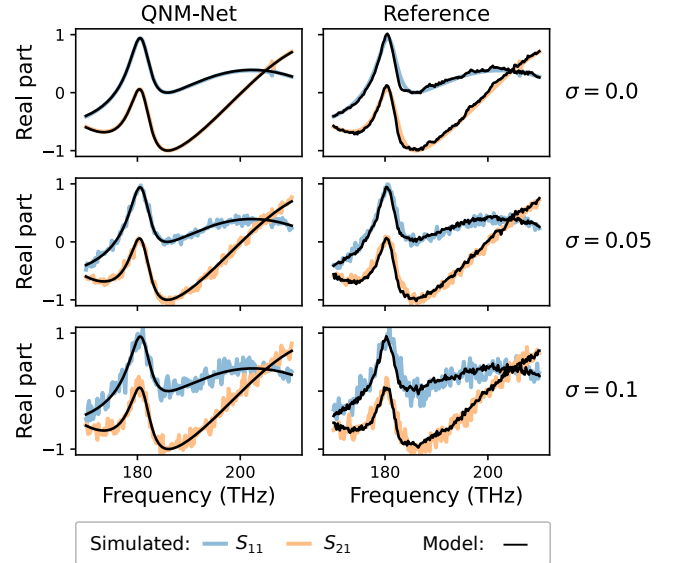 QNM-Net Reference
Real part
1
0
−1
σ = 0.0
Real part
1
0
−1
σ = 0.05
Real part
1
0
−1
σ = 0.1
180 200 180 200
Frequency (THz) Frequency (THz)
Simulated: S11 S21 Model: